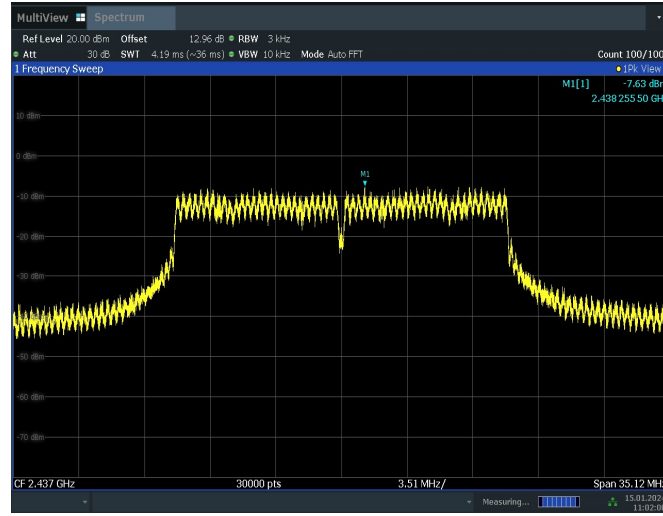 MultiView Spectrum
Ref Level 20.00 dBm Offset 12.96 dB RBW 3 kHz
Att 30 dB SWT 4.19 ms (~36 ms) VBW 10 kHz Mode Auto FFT Count 100/100
1 Frequency Sweep 1Pk View
M1[1] -7.63 dBm
2.438 255 50 GH
10 dBm
0 dBm
M1
-10 dBm
-20 dBm
-30 dBm
-50 dBm
-60 dBm
-70 dBm
CF 2.437 GHz 30000 pts 3.51 MHz/ Span 35.12 MHz
Measuring... 15.01.2024
11:02:0